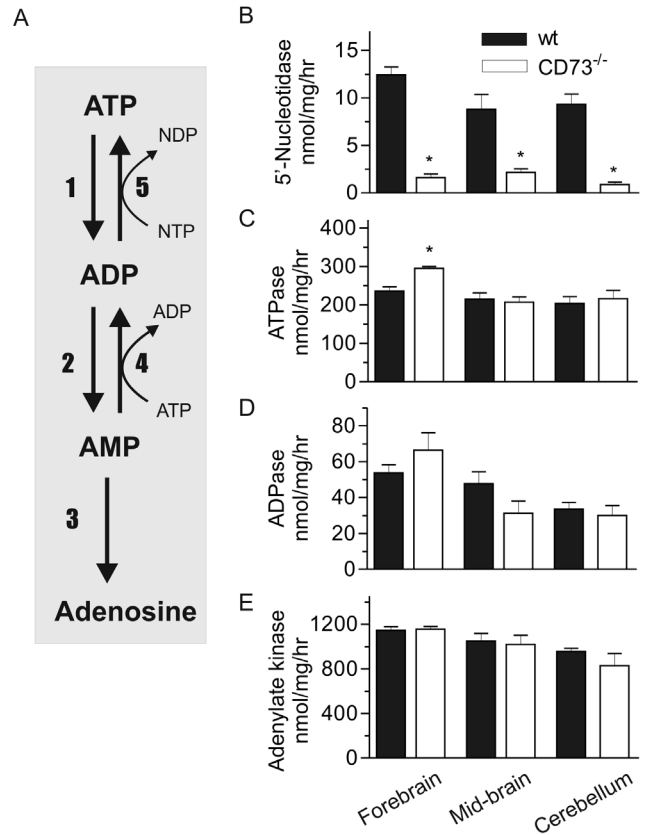 A
ATP
NDP
1
5
NTP
ADP
ADP
2
4
ATP
AMP
3
Adenosine
B
wt
CD73-/-
5'-Nucleotidase
nmol/mg/hr
15
10
5
0
*
*
*
C
ATPase
nmol/mg/hr
400
300
200
100
0
*
D
ADPase
nmol/mg/hr
80
60
40
20
0
E
Adenylate kinase
nmol/mg/hr
1200
800
400
0
Forebrain
Mid-brain
Cerebellum